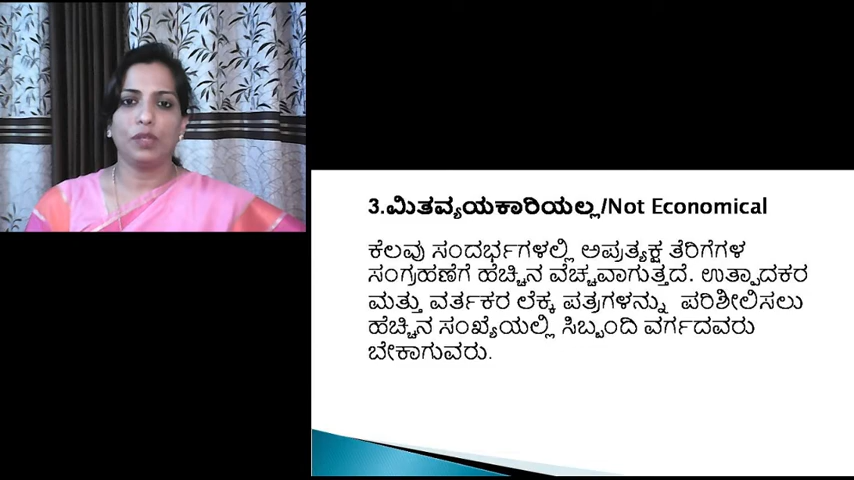 3.ಮಿತವ್ಯಯಕಾರಿಯಲ್ಲ/Not Economical
ಕೆಲವು ಸಂದರ್ಭಗಳಲ್ಲಿ ಅಪ್ರತ್ಯಕ್ಷ ತೆರಿಗೆಗಳ
ಸಂಗ್ರಹಣೆಗೆ ಹೆಚ್ಚಿನ ವೆಚ್ಚವಾಗುತ್ತದೆ. ಉತ್ಪಾದಕರ
ಮತ್ತು ವರ್ತಕರ ಲೆಕ್ಕ ಪತ್ರಗಳನ್ನು ಪರಿಶೀಲಿಸಲು
ಹೆಚ್ಚಿನ ಸಂಖ್ಯೆಯಲ್ಲಿ ಸಿಬ್ಬಂದಿ ವರ್ಗದವರು
ಬೇಕಾಗುವರು.